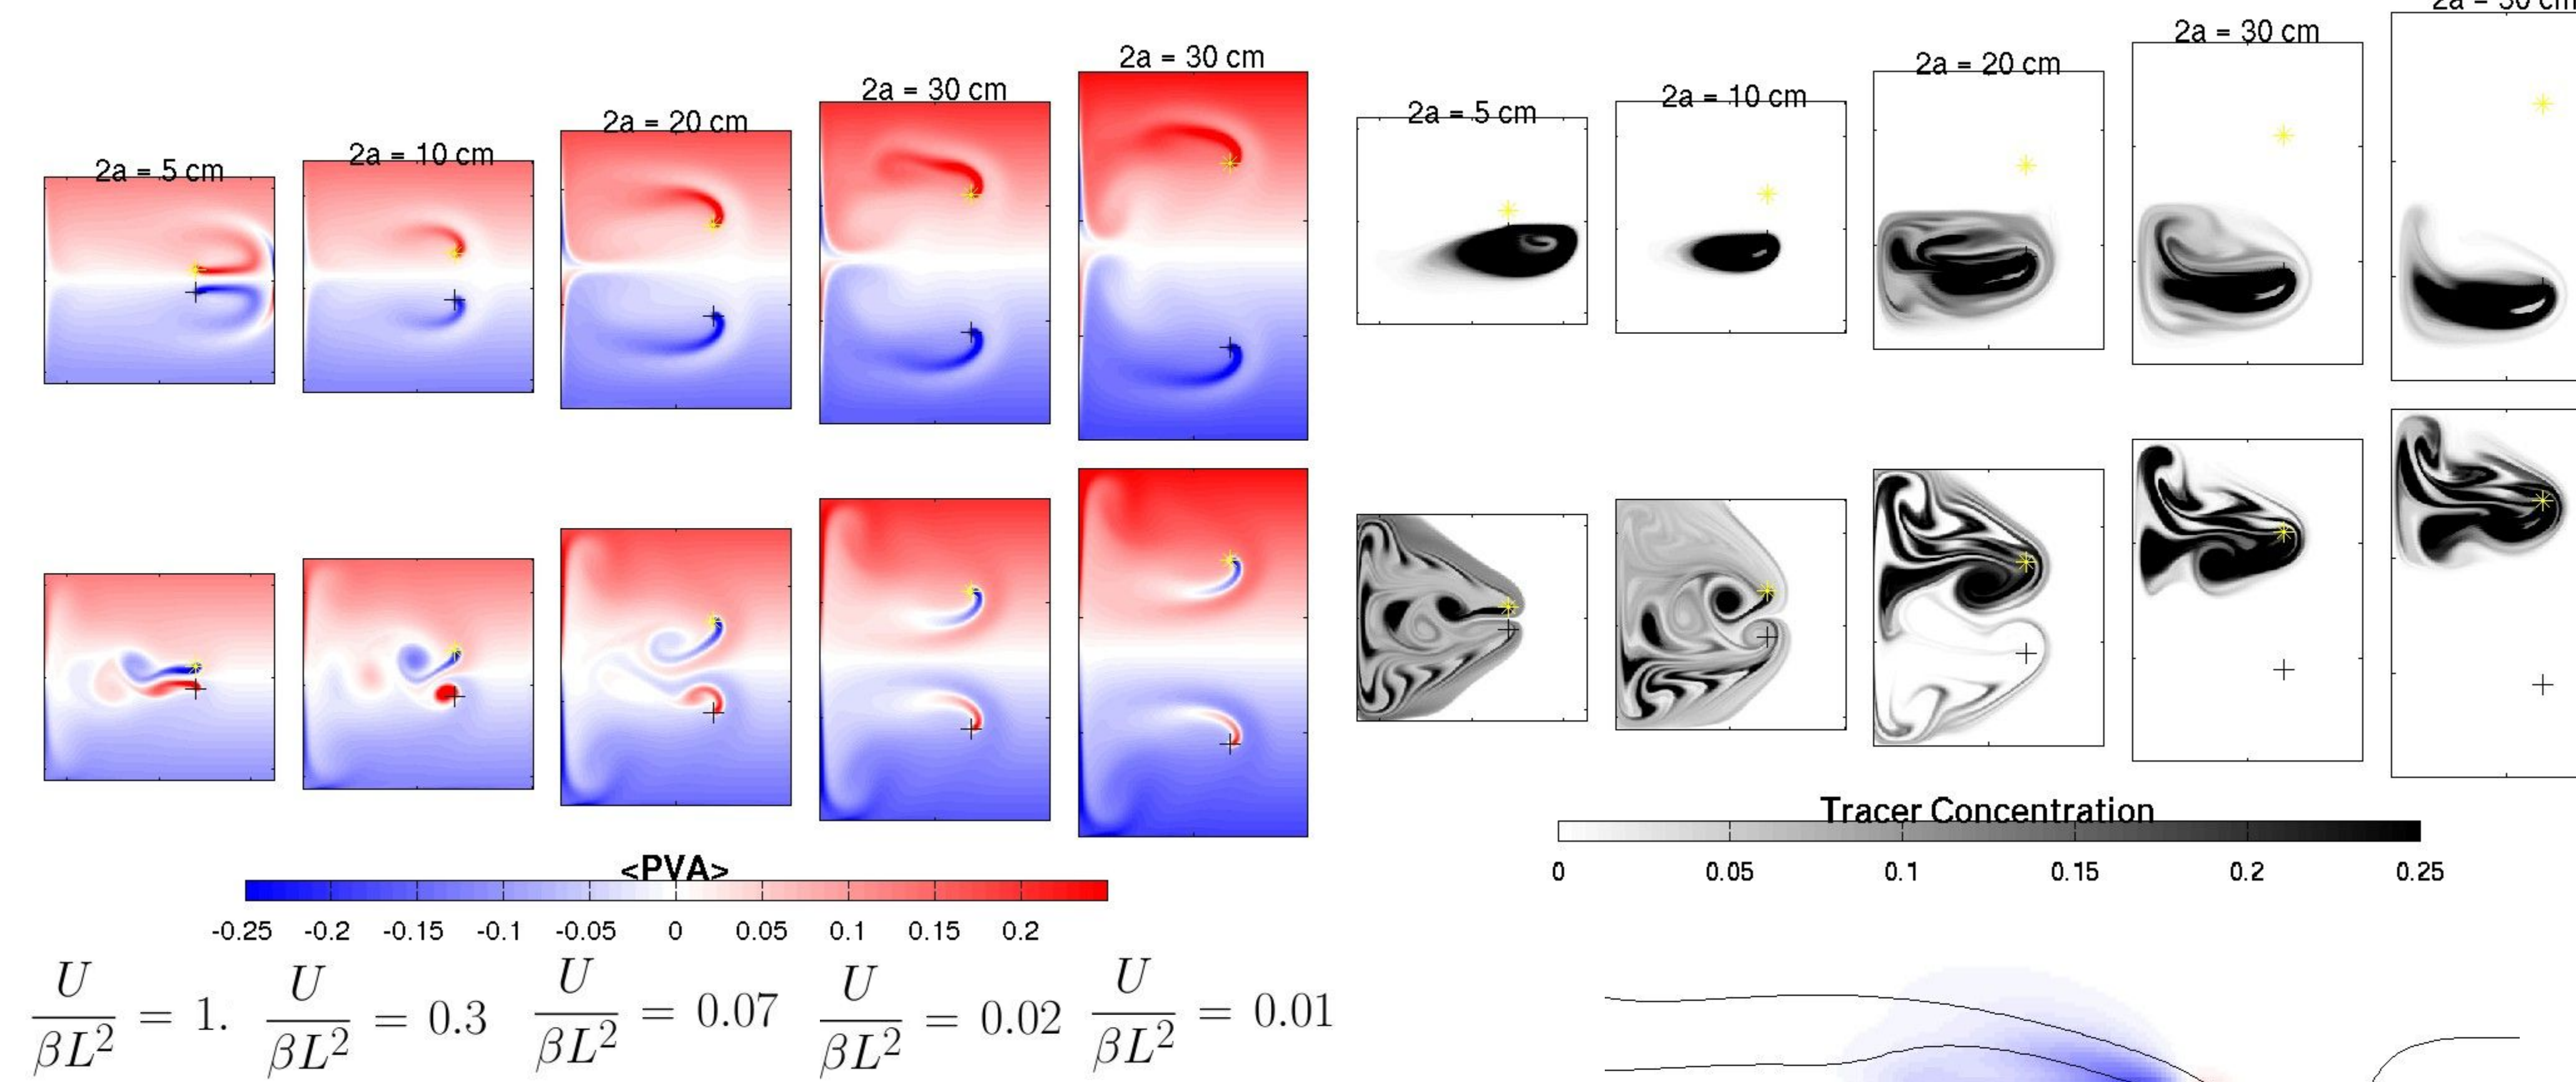 2a = 5 cm
2a = 10 cm
2a = 20 cm
2a = 30 cm
2a = 30 cm
2a = 5 cm
2a = 10 cm
2a = 20 cm
2a = 30 cm
<PVA>
-0.25 -0.2 -0.15 -0.1 -0.05 0 0.05 0.1 0.15 0.2
Tracer Concentration
0 0.05 0.1 0.15 0.2 0.25
U/βL² = 1.
U/βL² = 0.3
U/βL² = 0.07
U/βL² = 0.02
U/βL² = 0.01